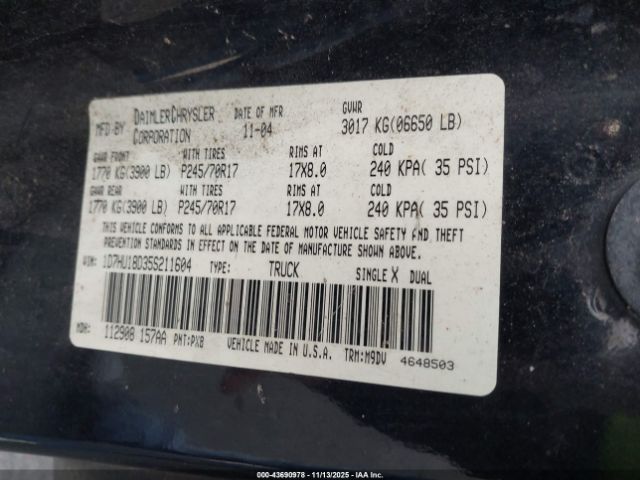 MFD BY DAIMLERCHRYSLER CORPORATION DATE OF MFR 11-04 GVWR 3017 KG(06650 LB)
GAWR FRONT WITH TIRES RIMS AT COLD
1770 KG(3900 LB) P245/70R17 17X8.0 240 KPA( 35 PSI)
GAWR REAR WITH TIRES RIMS AT COLD
1770 KG(3900 LB) P245/70R17 17X8.0 240 KPA( 35 PSI)
THIS VEHICLE CONFORMS TO ALL APPLICABLE FEDERAL MOTOR VEHICLE SAFETY AND THEFT
PREVENTION STANDARDS IN EFFECT ON THE DATE OF MANUFACTURE SHOWN ABOVE.
VIN: 1D7HU18D35S211604 TYPE: TRUCK SINGLE X DUAL
MDH: 112908 157AA PNT:PXB VEHICLE MADE IN U.S.A. TRM:M9DV 4648503
000-43690978 - 11/13/2025 - IAA Inc.